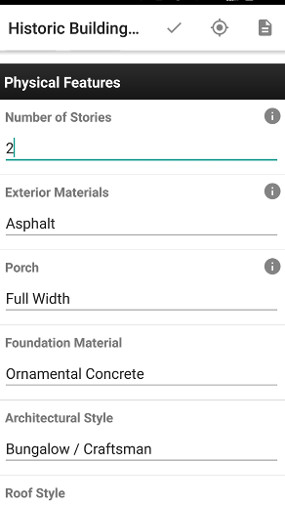 Historic Building...
Physical Features
Number of Stories
2
Exterior Materials
Asphalt
Porch
Full Width
Foundation Material
Ornamental Concrete
Architectural Style
Bungalow / Craftsman
Roof Style